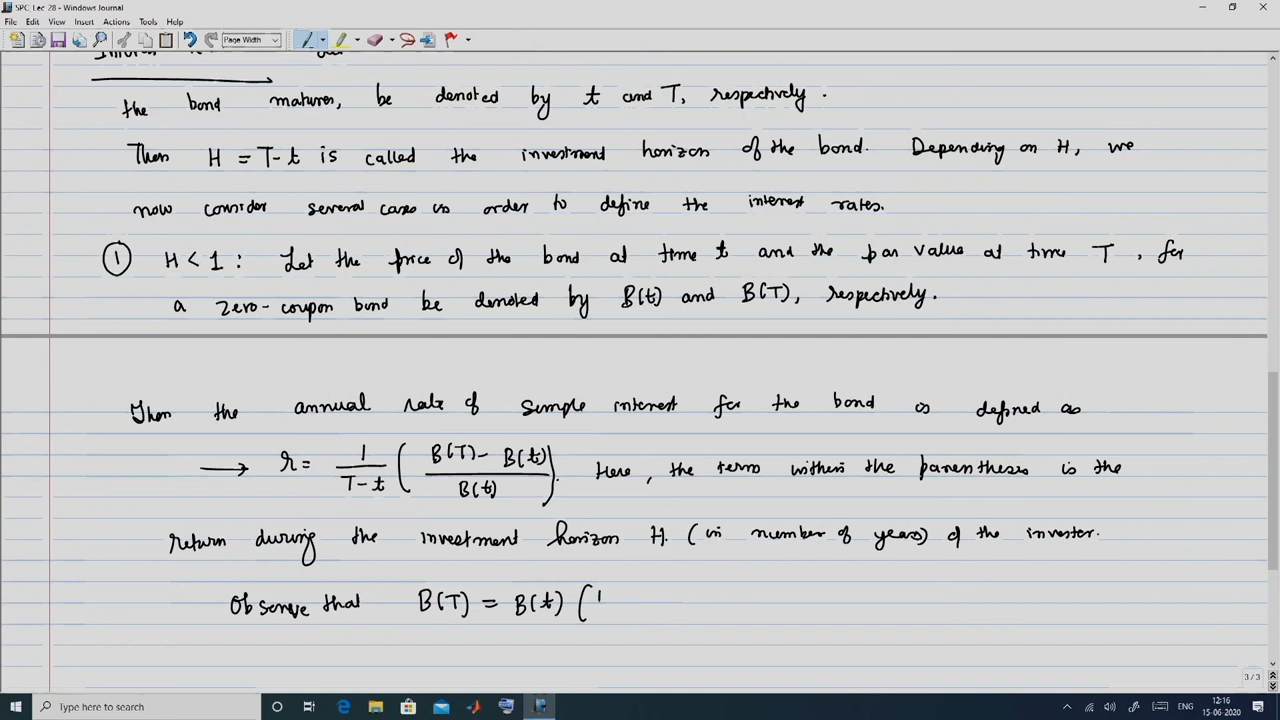 SPC_Lec 28 - Windows Journal
File Edit View Insert Actions Tools Help
Page Width
the bond matures, be denoted by t and T, respectively.
Then H = T-t is called the investment horizon of the bond. Depending on H, we
now consider several cases in order to define the interest rates.
① H < 1 : Let the price of the bond at time t and the par value at time T, for
a zero-coupon bond be denoted by B(t) and B(T), respectively.
Then the annual rate of simple interest for the bond is defined as
→ r = 1/(T-t) ( (B(T) - B(t))/B(t) ). Here, the term within the parentheses is the
return during the investment horizon H. (in number of years) of the investor.
Observe that B(T) = B(t) (1
3 / 3
Type here to search
ENG
12:16
15-06-2020